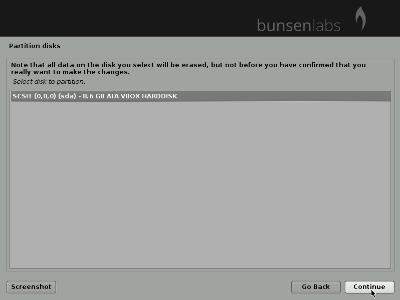 bunsenlabs
Partition disks
Note that all data on the disk you select will be erased, but not before you have confirmed that you
really want to make the changes.
Select disk to partition:
SCSI1 (0,0,0) (sda) - 8.6 GB ATA VBOX HARDDISK
Screenshot
Go Back
Continue